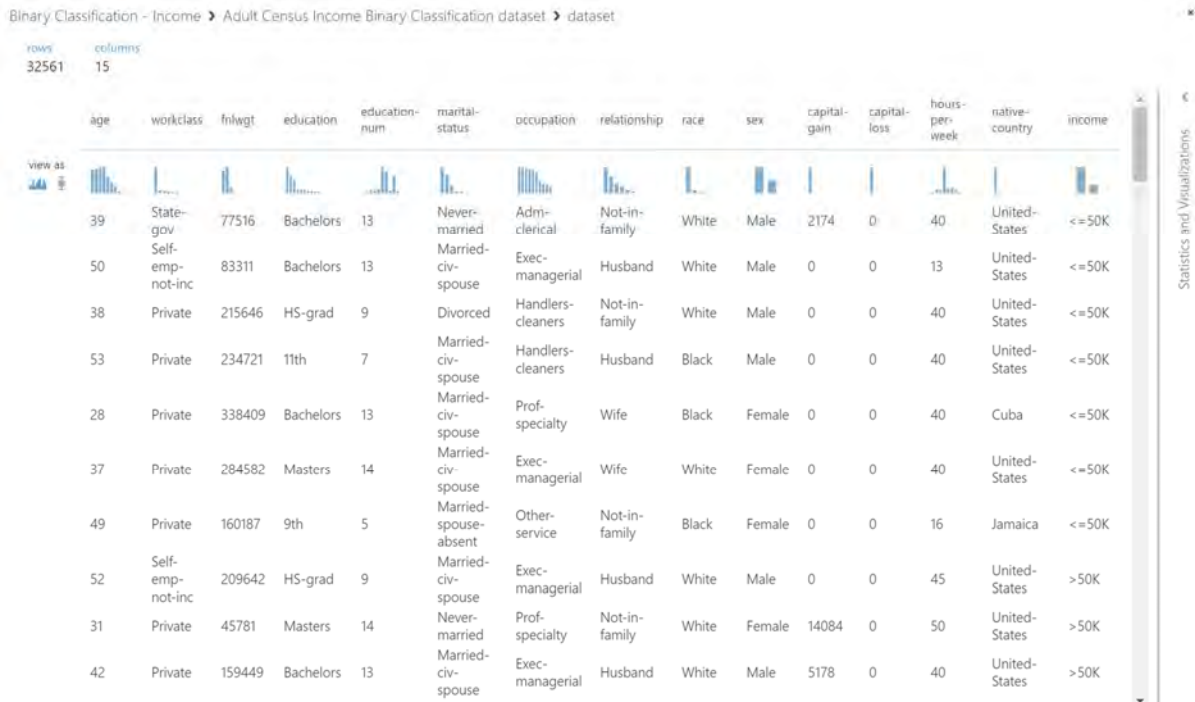 Binary Classification - Income > Adult Census Income Binary Classification dataset > dataset
rows columns
32561 15
age workclass fnlwgt education education-num marital-status occupation relationship race sex capital-gain capital-loss hours-per-week native-country income
view as
39 State-gov 77516 Bachelors 13 Never-married Adm-clerical Not-in-family White Male 2174 0 40 United-States <=50K
50 Self-emp-not-inc 83311 Bachelors 13 Married-civ-spouse Exec-managerial Husband White Male 0 0 13 United-States <=50K
38 Private 215646 HS-grad 9 Divorced Handlers-cleaners Not-in-family White Male 0 0 40 United-States <=50K
53 Private 234721 11th 7 Married-civ-spouse Handlers-cleaners Husband Black Male 0 0 40 United-States <=50K
28 Private 338409 Bachelors 13 Married-civ-spouse Prof-specialty Wife Black Female 0 0 40 Cuba <=50K
37 Private 284582 Masters 14 Married-civ-spouse Exec-managerial Wife White Female 0 0 40 United-States <=50K
49 Private 160187 9th 5 Married-spouse-absent Other-service Not-in-family Black Female 0 0 16 Jamaica <=50K
52 Self-emp-not-inc 209642 HS-grad 9 Married-civ-spouse Exec-managerial Husband White Male 0 0 45 United-States >50K
31 Private 45781 Masters 14 Never-married Prof-specialty Not-in-family White Female 14084 0 50 United-States >50K
42 Private 159449 Bachelors 13 Married-civ-spouse Exec-managerial Husband White Male 5178 0 40 United-States >50K
Statistics and Visualizations